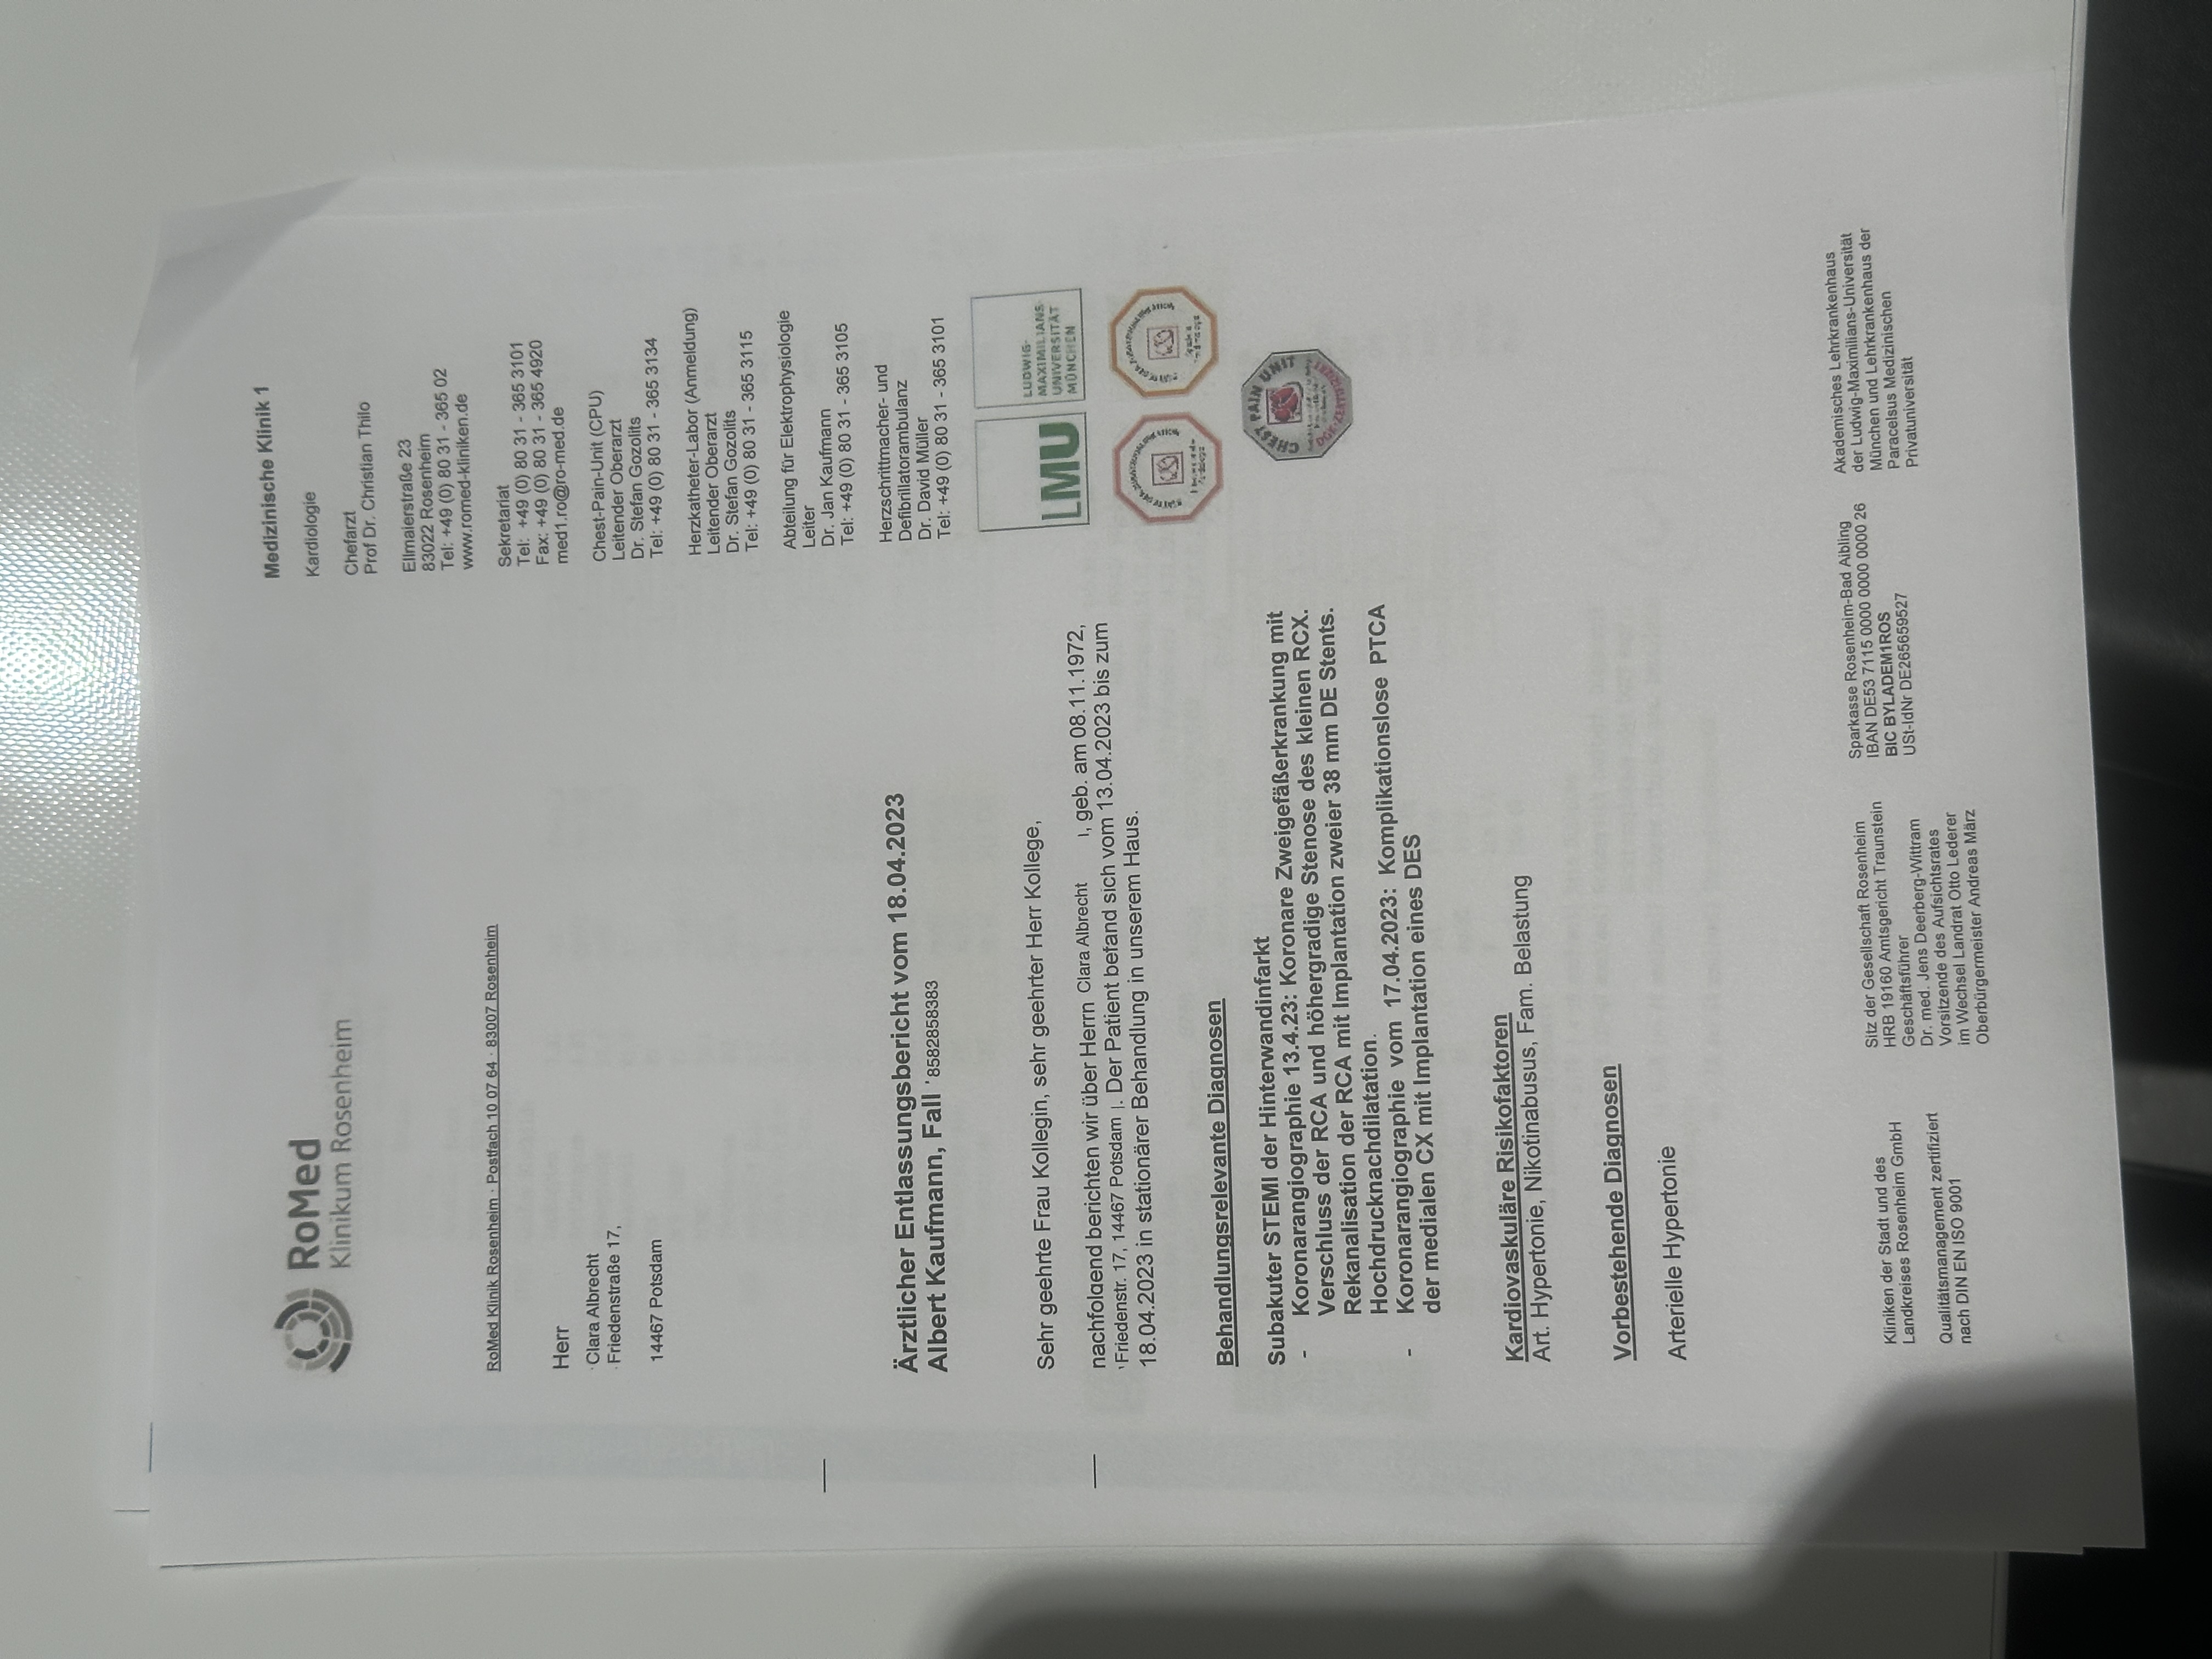 RoMed
Klinikum Rosenheim
RoMed Klinik Rosenheim · Postfach 10 07 64 · 83007 Rosenheim
Herr
Clara Albrecht
Friedenstraße 17,
14467 Potsdam
Medizinische Klinik 1
Kardiologie
Chefarzt
Prof Dr. Christian Thilo
Ellmaierstraße 23
83022 Rosenheim
Tel: +49 (0) 80 31 - 365 02
www.romed-kliniken.de
Sekretariat
Tel: +49 (0) 80 31 - 365 3101
Fax: +49 (0) 80 31 - 365 4920
med1.ro@ro-med.de
Chest-Pain-Unit (CPU)
Leitender Oberarzt
Dr. Stefan Gozolits
Tel: +49 (0) 80 31 - 365 3134
Herzkatheter-Labor (Anmeldung)
Leitender Oberarzt
Dr. Stefan Gozolits
Tel: +49 (0) 80 31 - 365 3115
Abteilung für Elektrophysiologie
Leiter
Dr. Jan Kaufmann
Tel: +49 (0) 80 31 - 365 3105
Herzschrittmacher- und
Defibrillatorambulanz
Dr. David Müller
Tel: +49 (0) 80 31 - 365 3101
LMU
LUDWIG-
MAXIMILIANS-
UNIVERSITÄT
MÜNCHEN
CHEST PAIN UNIT
DGK-ZERTIFIZIERT
Ärztlicher Entlassungsbericht vom 18.04.2023
Albert Kaufmann, Fall 8582858383
Sehr geehrte Frau Kollegin, sehr geehrter Herr Kollege,
nachfolgend berichten wir über Herrn Clara Albrecht , geb. am 08.11.1972,
Friedenstr. 17, 14467 Potsdam . Der Patient befand sich vom 13.04.2023 bis zum
18.04.2023 in stationärer Behandlung in unserem Haus.
Behandlungsrelevante Diagnosen
Subakuter STEMI der Hinterwandinfarkt
- Koronarangiographie 13.4.23: Koronare Zweigefäßerkrankung mit
Verschluss der RCA und höhergradige Stenose des kleinen RCX.
Rekanalisation der RCA mit Implantation zweier 38 mm DE Stents.
Hochdrucknachdilatation.
- Koronarangiographie vom 17.04.2023: Komplikationslose PTCA
der medialen CX mit Implantation eines DES
Kardiovaskuläre Risikofaktoren
Art. Hypertonie, Nikotinabusus, Fam. Belastung
Vorbestehende Diagnosen
Arterielle Hypertonie
Kliniken der Stadt und des
Landkreises Rosenheim GmbH
Qualitätsmanagement zertifiziert
nach DIN EN ISO 9001
Sitz der Gesellschaft Rosenheim
HRB 19160 Amtsgericht Traunstein
Geschäftsführer
Dr. med. Jens Deerberg-Wittram
Vorsitzende des Aufsichtsrates
im Wechsel Landrat Otto Lederer
Oberbürgermeister Andreas März
Sparkasse Rosenheim-Bad Aibling
IBAN DE53 7115 0000 0000 0000 26
BIC BYLADEM1ROS
USt-IdNr DE265659527
Akademisches Lehrkrankenhaus
der Ludwig-Maximilians-Universität
München und Lehrkrankenhaus der
Paracelsus Medizinischen
Privatuniversität